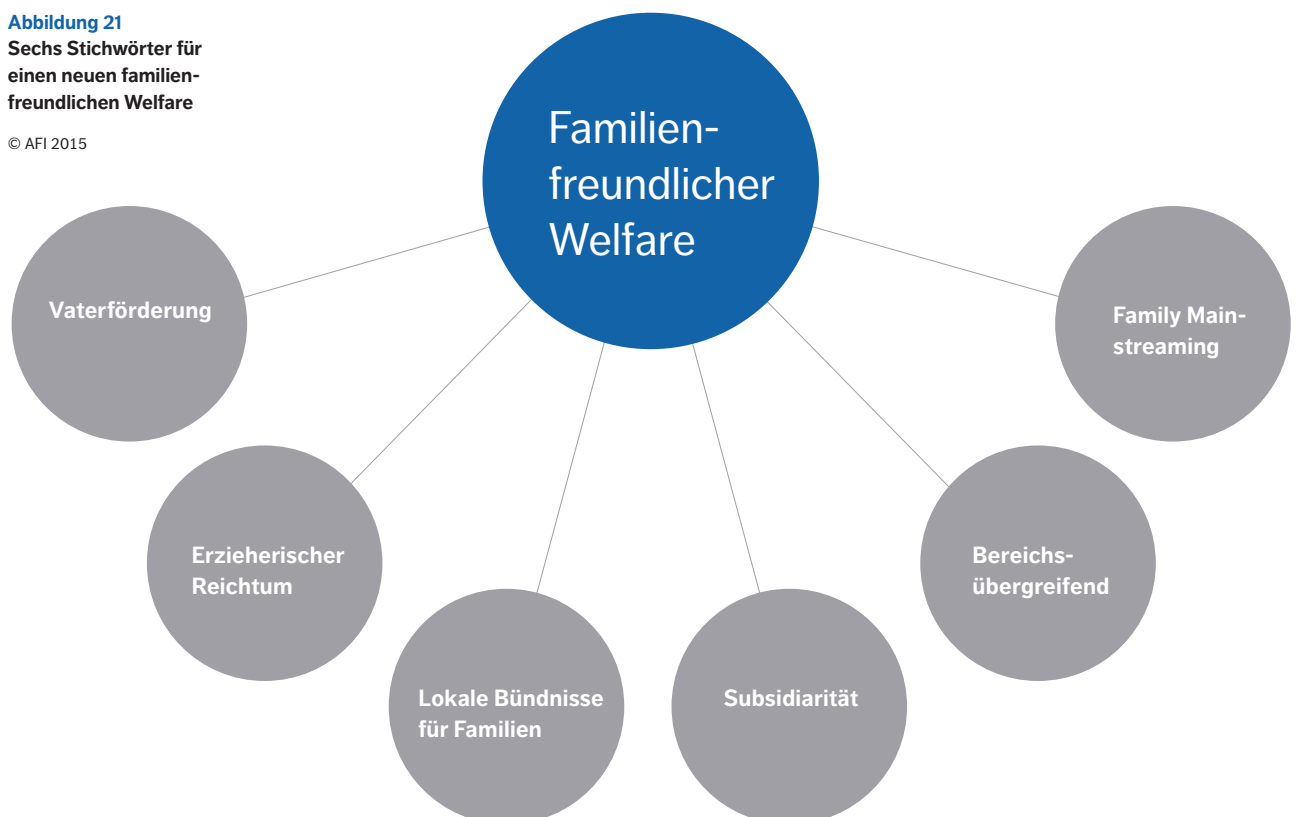 Abbildung 21
Sechs Stichwörter für
einen neuen familien-
freundlichen Welfare
© AFI 2015
Familien-
freundlicher
Welfare
Vaterförderung
Family Main-
streaming
Erzieherischer
Reichtum
Bereichs-
übergreifend
Lokale Bündnisse
für Familien
Subsidiarität